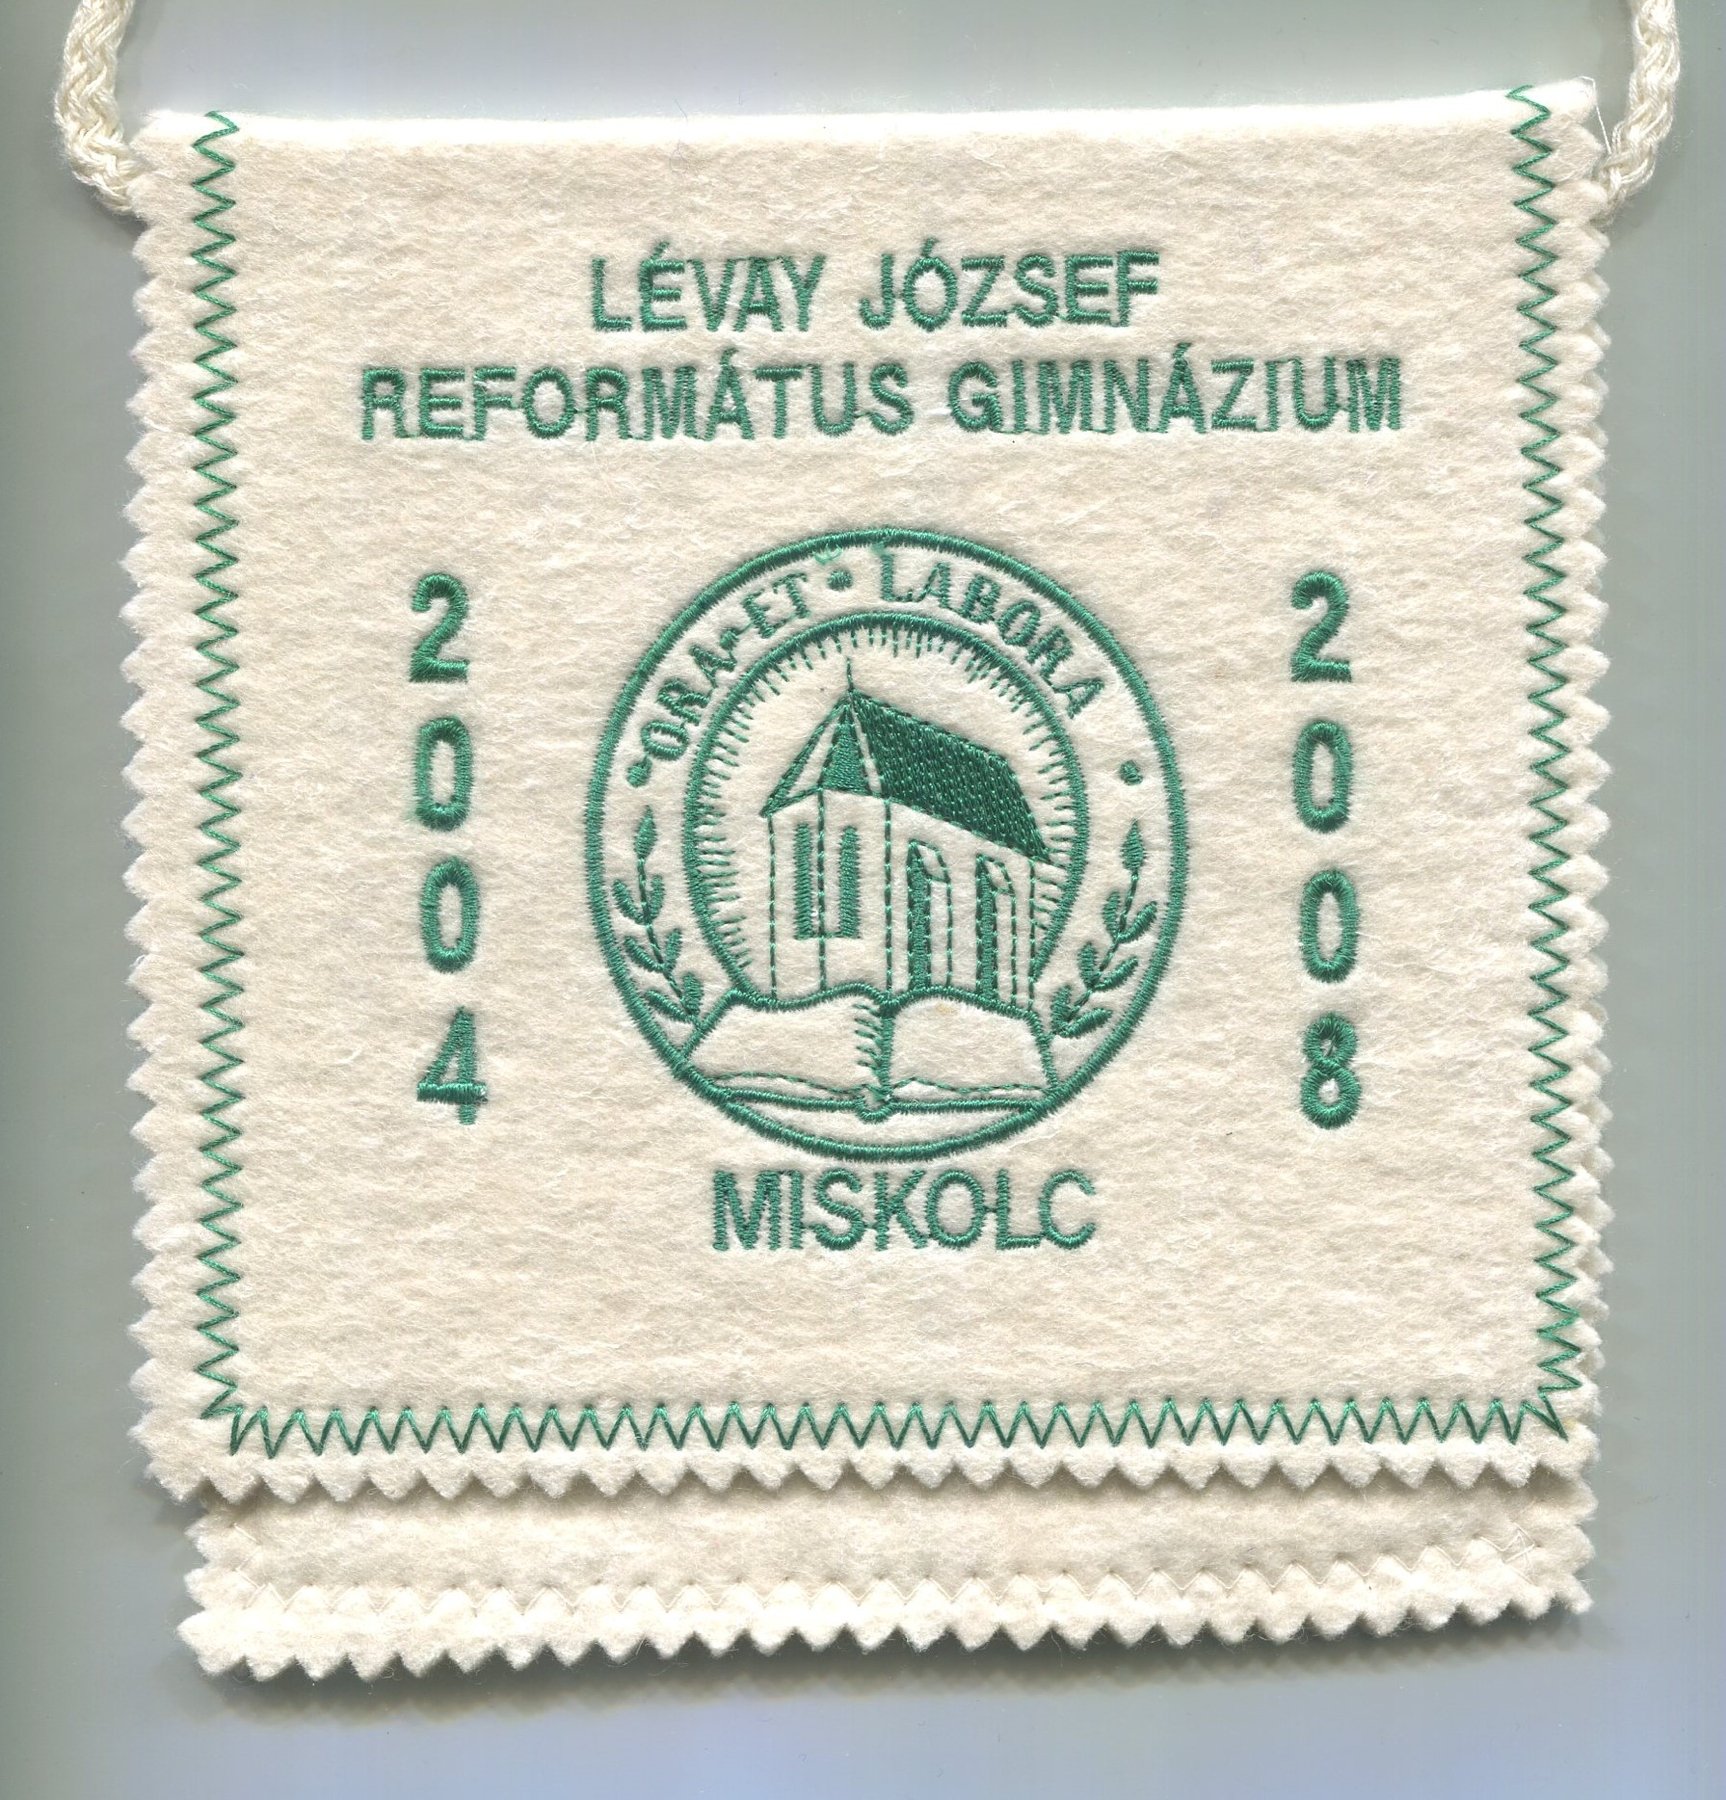 LÉVAY JÓZSEF
REFORMÁTUS GIMNÁZIUM
2004
2008
ORA ET • LABORA
MISKOLC